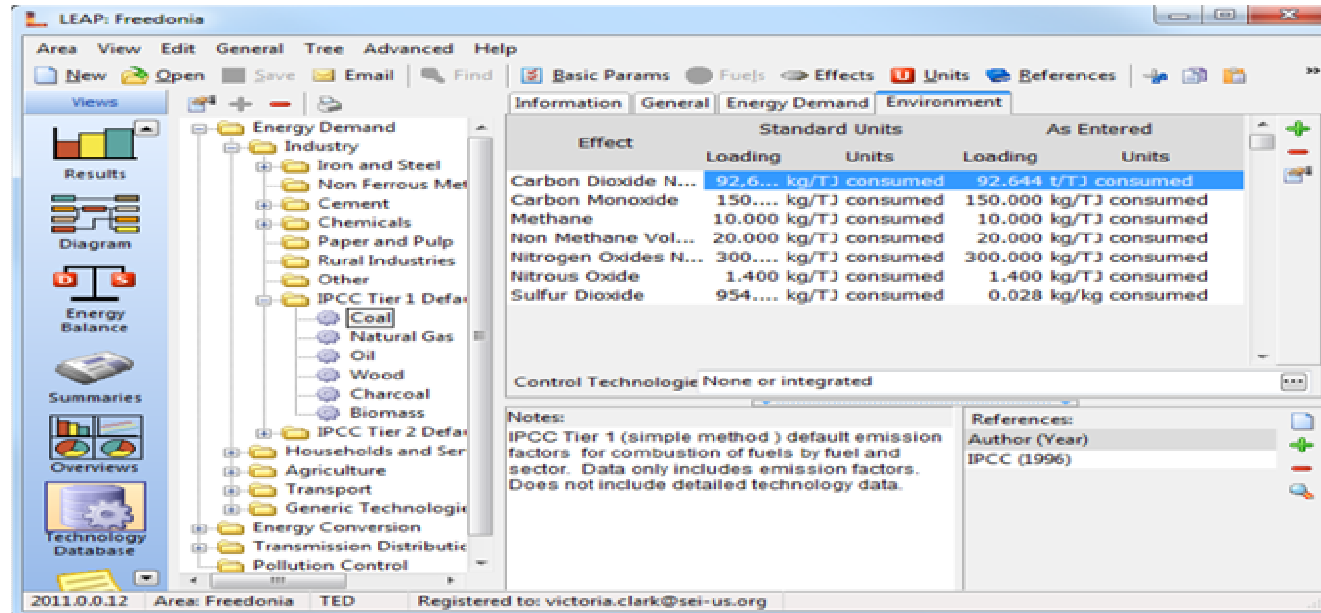 LEAP: Freedonia
Area View Edit General Tree Advanced Help
New Open Save Email Find Basic Params Fuels Effects Units References
Views
Results
Diagram
Energy Balance
Summaries
Overviews
Technology Database
Energy Demand
Industry
Iron and Steel
Non Ferrous Met
Cement
Chemicals
Paper and Pulp
Rural Industries
Other
IPCC Tier 1 Defau
Coal
Natural Gas
Oil
Wood
Charcoal
Biomass
IPCC Tier 2 Defau
Households and Ser
Agriculture
Transport
Generic Technologie
Energy Conversion
Transmission Distributic
Pollution Control
Information General Energy Demand Environment
Effect Standard Units As Entered
Loading Units Loading Units
Carbon Dioxide N... 92,6... kg/TJ consumed 92.644 t/TJ consumed
Carbon Monoxide 150.... kg/TJ consumed 150.000 kg/TJ consumed
Methane 10.000 kg/TJ consumed 10.000 kg/TJ consumed
Non Methane Vol... 20.000 kg/TJ consumed 20.000 kg/TJ consumed
Nitrogen Oxides N... 300.... kg/TJ consumed 300.000 kg/TJ consumed
Nitrous Oxide 1.400 kg/TJ consumed 1.400 kg/TJ consumed
Sulfur Dioxide 954.... kg/TJ consumed 0.028 kg/kg consumed
Control Technologie None or integrated
Notes:
IPCC Tier 1 (simple method ) default emission
factors for combustion of fuels by fuel and
sector. Data only includes emission factors.
Does not include detailed technology data.
References:
Author (Year)
IPCC (1996)
2011.0.0.12 Area: Freedonia TED Registered to: victoria.clark@sei-us.org